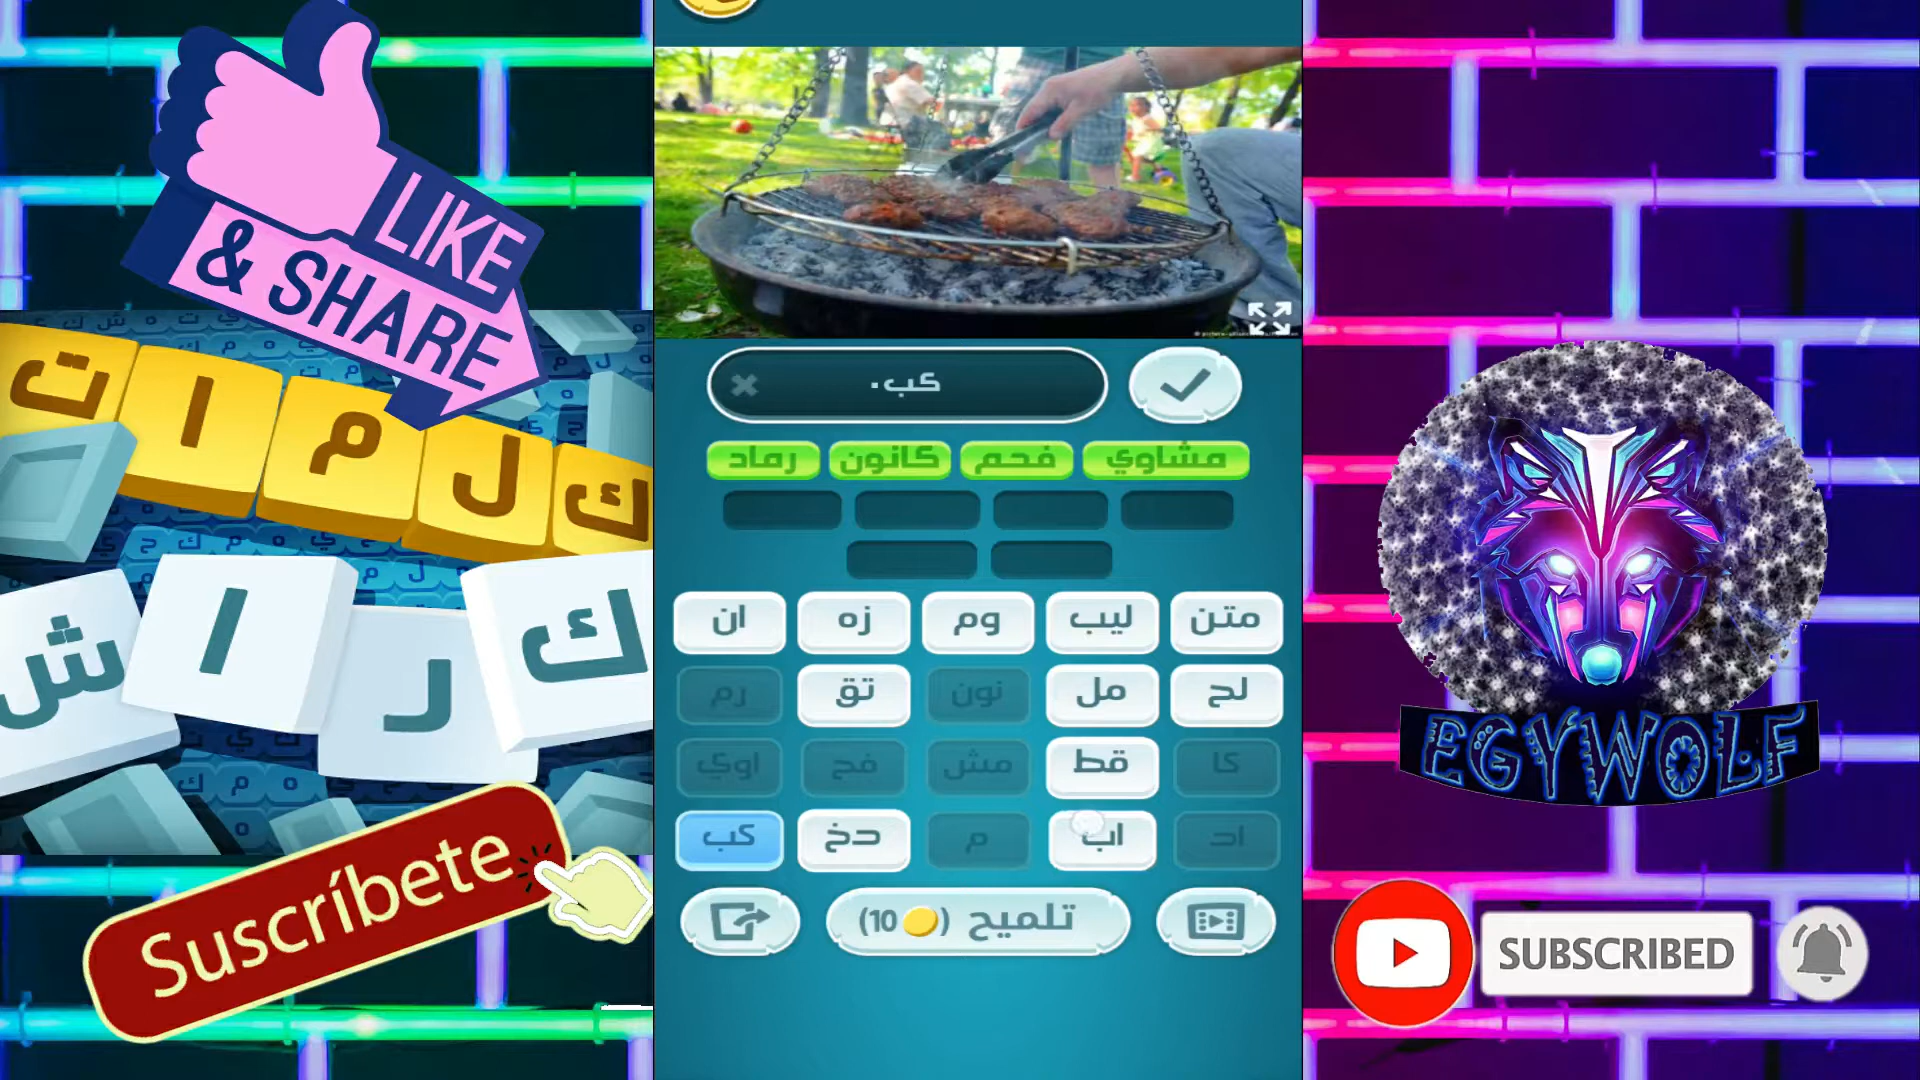 LIKE
& SHARE
ت ا م ل ك
ش ا ر ك
Suscríbete
كب.
مشاوي فحم كانون رماد
متن ليب وم زه ان
لح مل نون تق رم
كا قط مش فح اوي
اد اب م دخ كب
تلميح (10)
EGYWOLF
SUBSCRIBED